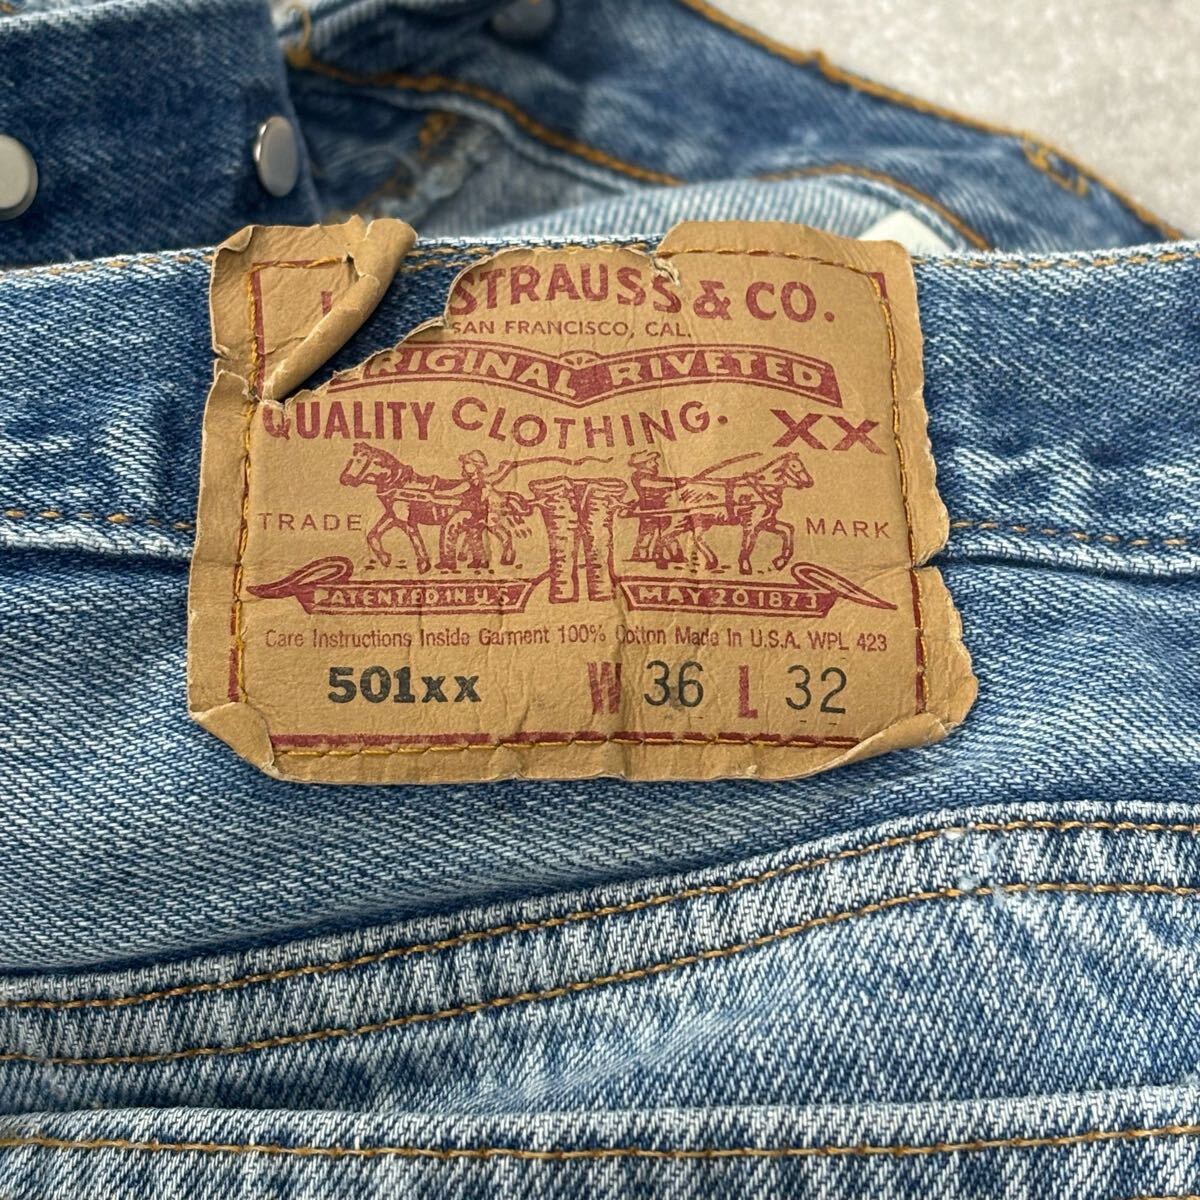 STRAUSS & CO.
SAN FRANCISCO, CAL.
ORIGINAL RIVETED
QUALITY CLOTHING. XX
TRADE MARK
PATENTED IN U.S. MAY 20 1873
Care Instructions Inside Garment 100% Cotton Made In U.S.A. WPL 423
501xx W 36 L 32